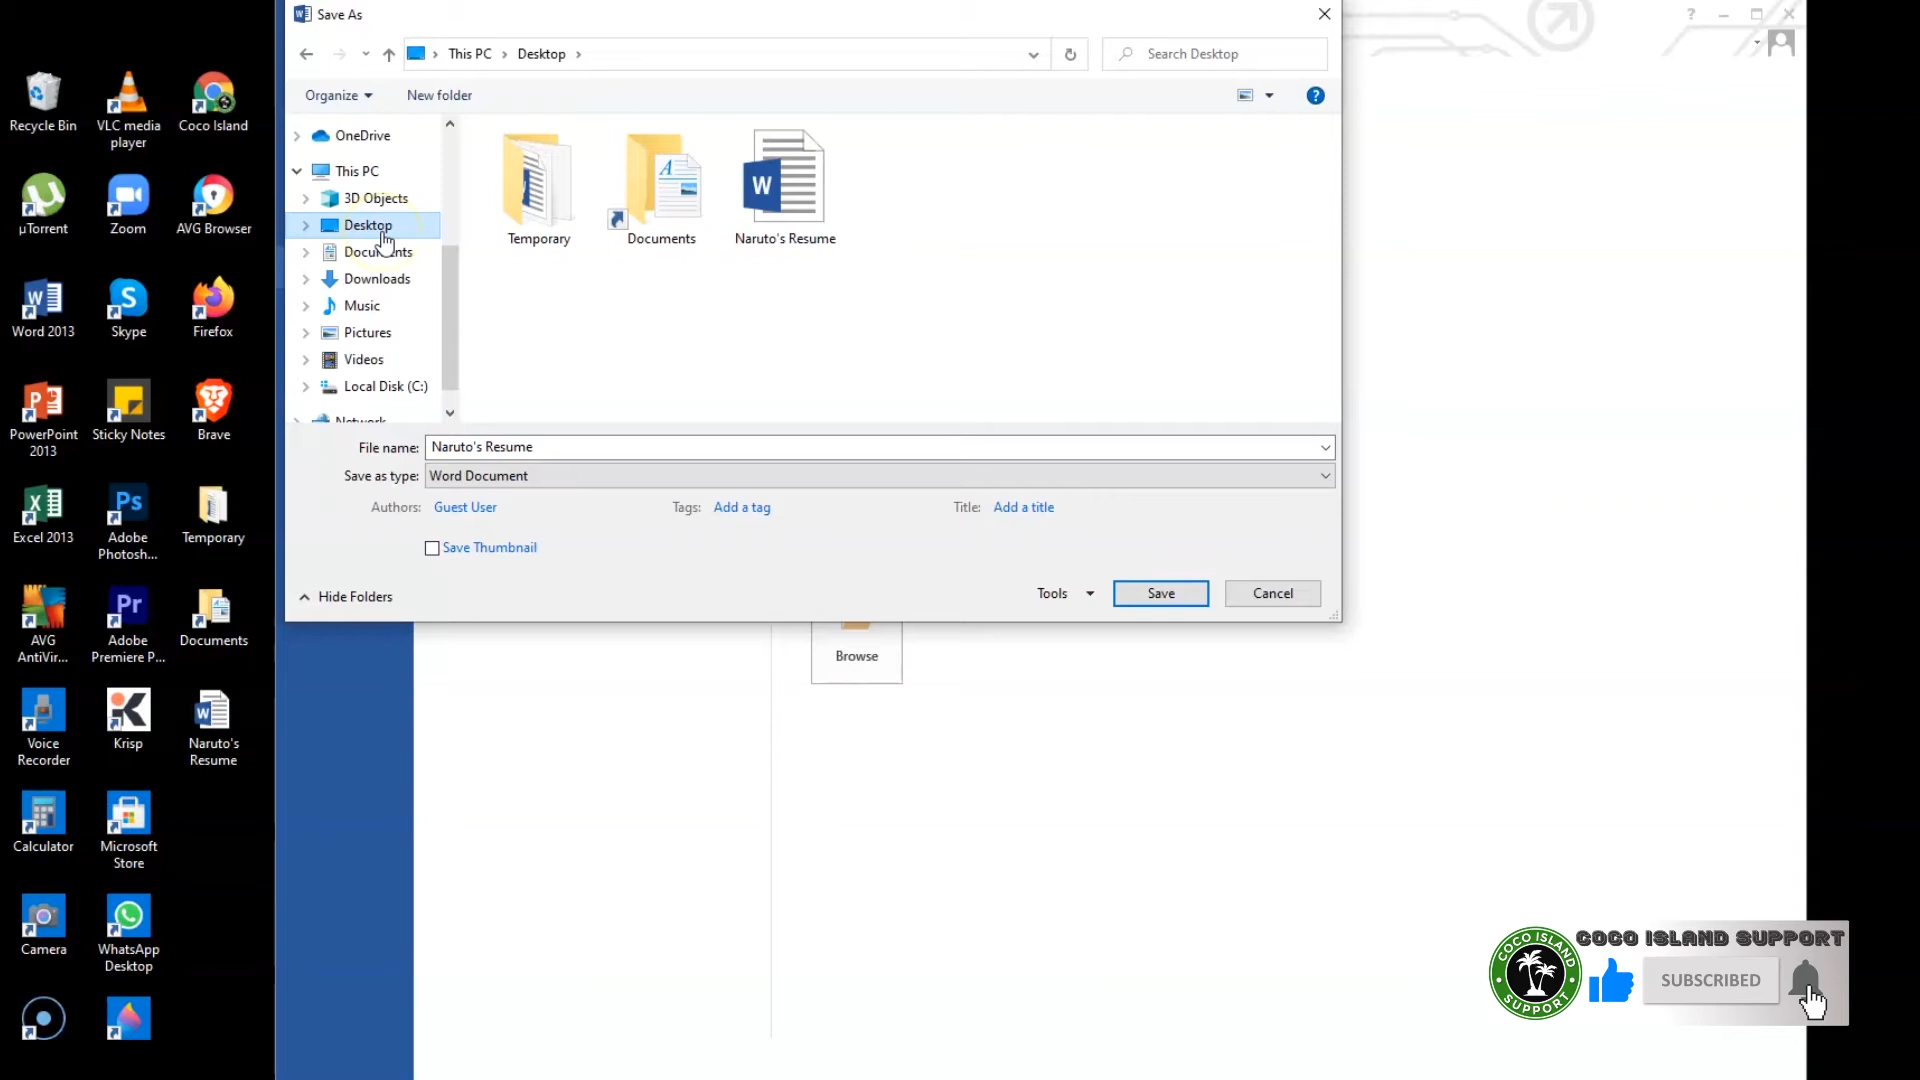 Save As
This PC
Desktop
Search Desktop
Organize
New folder
?
OneDrive
This PC
3D Objects
Desktop
Documents
Downloads
Music
Pictures
Videos
Local Disk (C:)
Network
Temporary
Documents
Naruto's Resume
File name:
Naruto's Resume
Save as type:
Word Document
Authors:
Guest User
Tags:
Add a tag
Title:
Add a title
Save Thumbnail
Hide Folders
Tools
Save
Cancel
Browse
Recycle Bin
VLC media
player
Coco Island
µTorrent
Zoom
AVG Browser
Word 2013
Skype
Firefox
PowerPoint
2013
Sticky Notes
Brave
Excel 2013
Adobe
Photosh...
Temporary
AVG
AntiVir...
Adobe
Premiere P...
Documents
Voice
Recorder
Krisp
Naruto's
Resume
Calculator
Microsoft
Store
Camera
WhatsApp
Desktop
COCO ISLAND
SUPPORT
COCO ISLAND SUPPORT
SUBSCRIBED